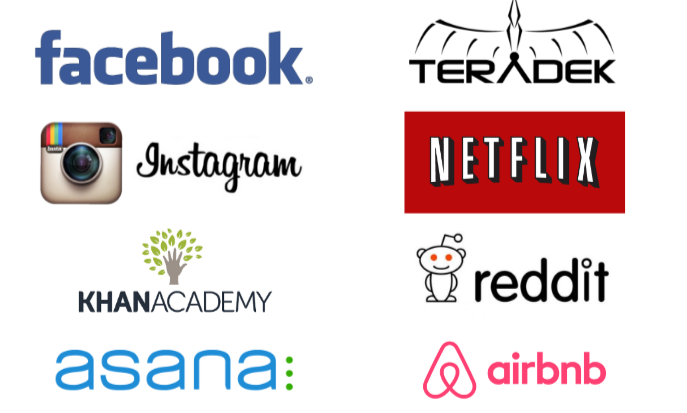 facebook®
TERADEK
Instagram
NETFLIX
KHANACADEMY
reddit
asana:
airbnb